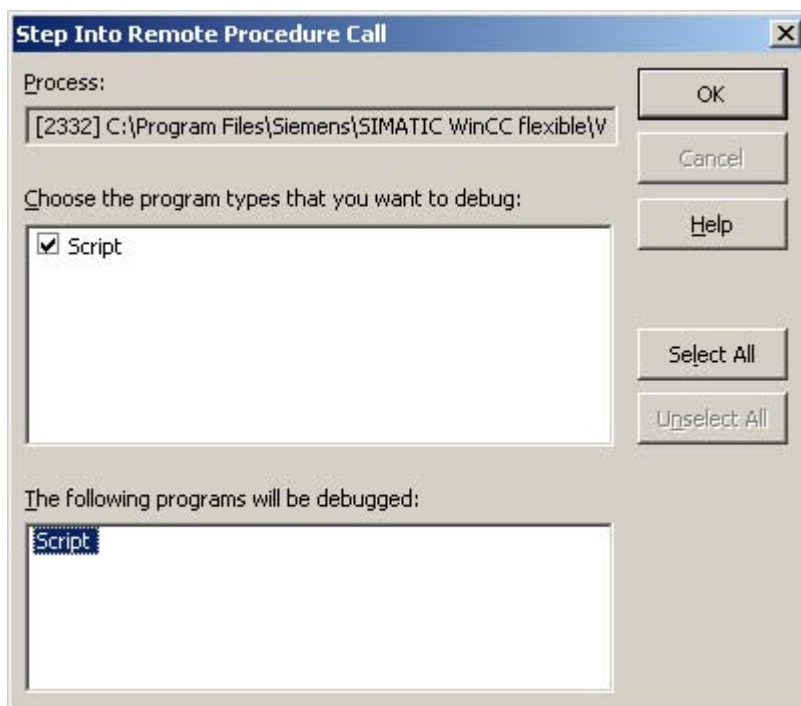 Step Into Remote Procedure Call
Process:
[2332] C:\Program Files\Siemens\SIMATIC WinCC flexible\V
OK
Cancel
Choose the program types that you want to debug:
Script
Help
Select All
Unselect All
The following programs will be debugged:
Script